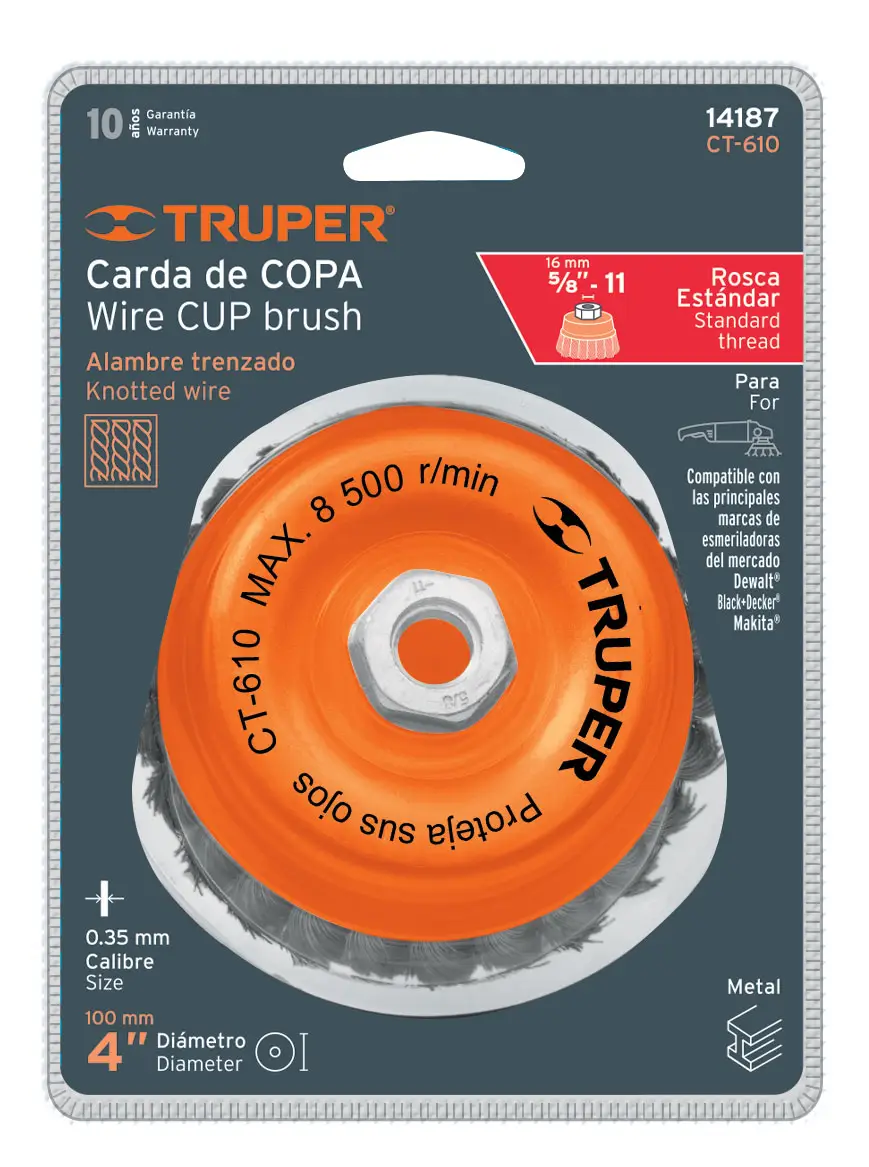 10 años Garantía
Warranty
14187
CT-610
TRUPER®
Carda de COPA
Wire CUP brush
Alambre trenzado
Knotted wire
16 mm
5/8" - 11
Rosca
Estándar
Standard
thread
Para
For
Compatible con
las principales
marcas de
esmeriladoras
del mercado
Dewalt®
Black+Decker®
Makita®
CT-610 MAX. 8 500 r/min
TRUPER
Proteja sus ojos
5/8
0.35 mm
Calibre
Size
100 mm
4" Diámetro
Diameter
Metal